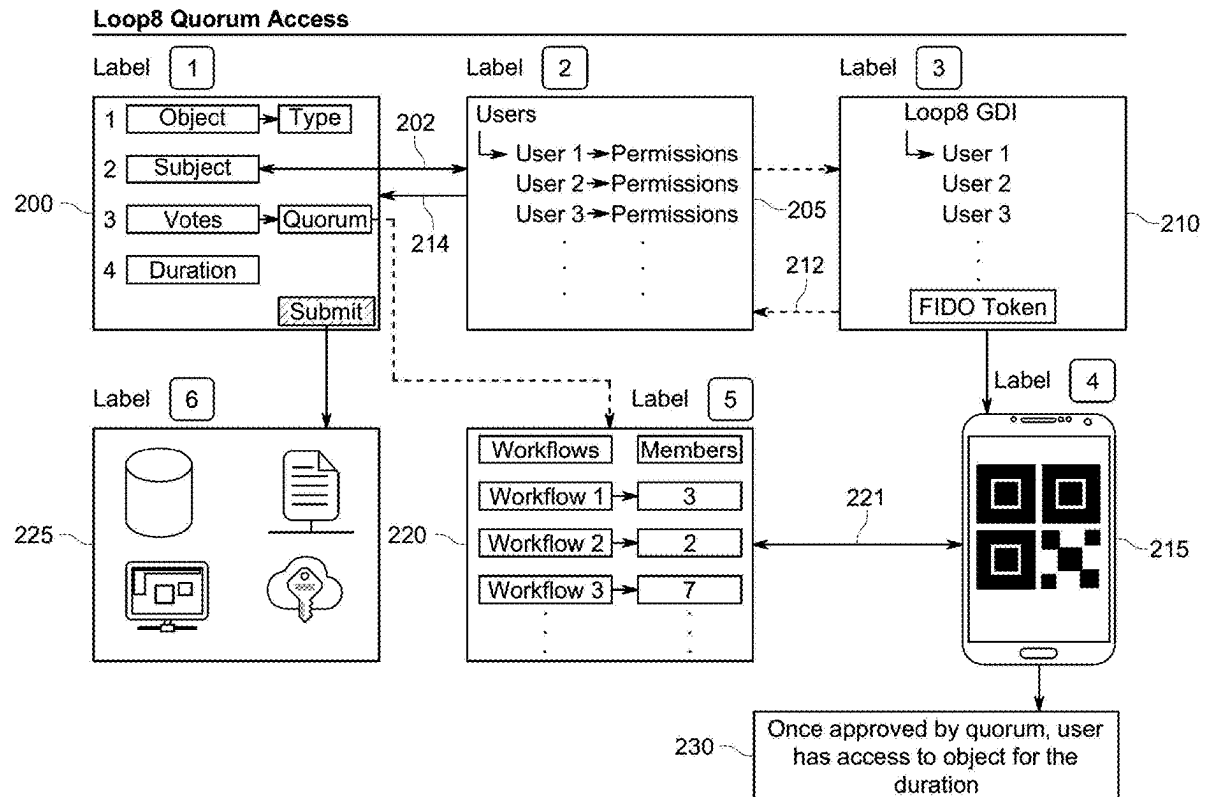 Loop8 Quorum Access
Label 1
Label 2
Label 3
1 Object Type
2 Subject
3 Votes Quorum
4 Duration
Submit
200
202
214
Users
User 1 Permissions
User 2 Permissions
User 3 Permissions
205
212
Loop8 GDI
User 1
User 2
User 3
FIDO Token
210
Label 6
225
Label 5
Workflows Members
Workflow 1 3
Workflow 2 2
Workflow 3 7
220
221
Label 4
215
230
Once approved by quorum, user
has access to object for the
duration